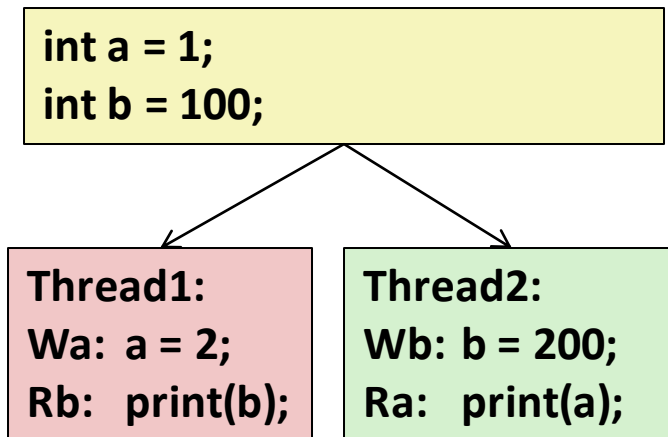 int a = 1;
int b = 100;
Thread1:
Wa: a = 2;
Rb: print(b);
Thread2:
Wb: b = 200;
Ra: print(a);